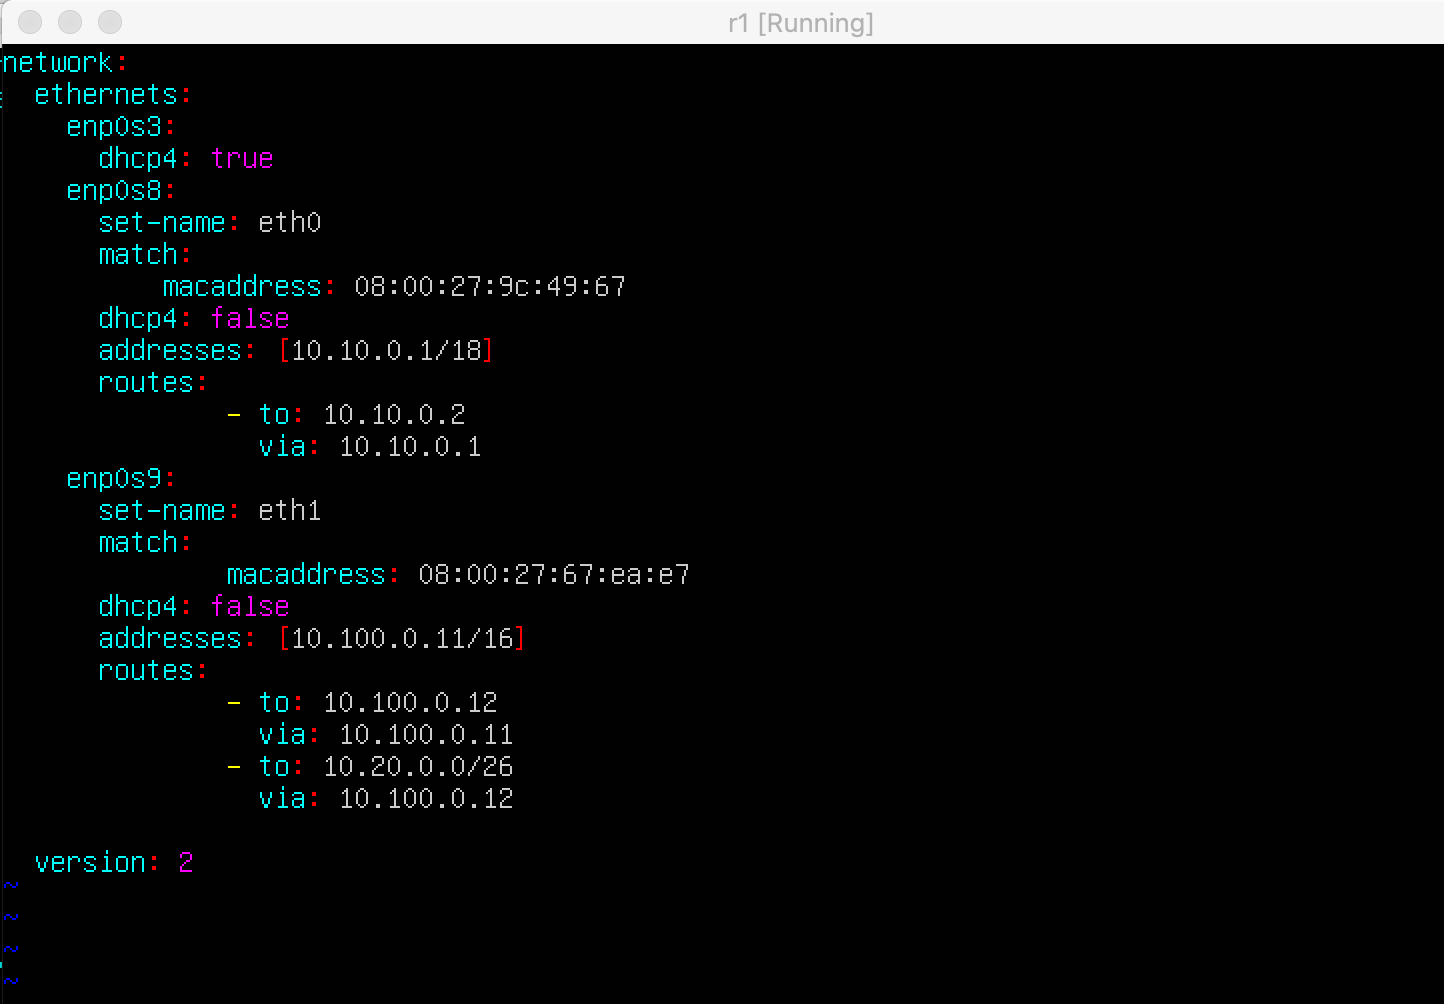 r1 [Running]
network:
  ethernets:
    enp0s3:
      dhcp4: true
    enp0s8:
      set-name: eth0
      match:
          macaddress: 08:00:27:9c:49:67
      dhcp4: false
      addresses: [10.10.0.1/18]
      routes:
              - to: 10.10.0.2
                via: 10.10.0.1
    enp0s9:
      set-name: eth1
      match:
              macaddress: 08:00:27:67:ea:e7
      dhcp4: false
      addresses: [10.100.0.11/16]
      routes:
              - to: 10.100.0.12
                via: 10.100.0.11
              - to: 10.20.0.0/26
                via: 10.100.0.12

  version: 2
~
~
~
~